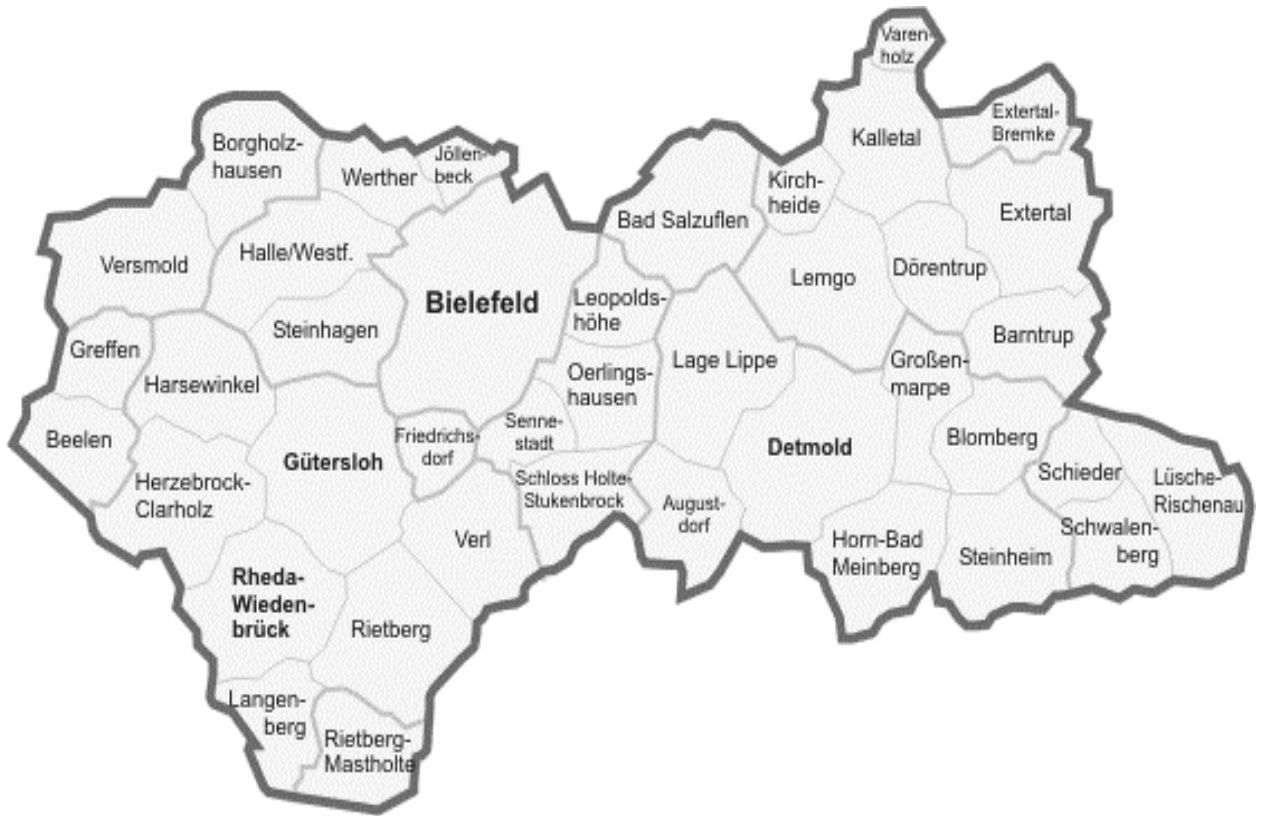 Varen-
holz
Extertal-
Bremke
Kalletal
Borgholz-
hausen
Jöllen-
beck
Werther
Kirch-
heide
Extertal
Bad Salzuflen
Halle/Westf.
Versmold
Dörentrup
Lemgo
Bielefeld
Leopolds-
höhe
Steinhagen
Barntrup
Greffen
Lage Lippe
Großen-
marpe
Harsewinkel
Oerlings-
hausen
Beelen
Friedrichs-
dorf
Senne-
stadt
Blomberg
Detmold
Gütersloh
Schieder
Lüsche-
Rischenau
Herzebrock-
Clarholz
Schloss Holte-
Stukenbrock
August-
dorf
Schwalen-
berg
Verl
Horn-Bad
Meinberg
Steinheim
Rheda-
Wieden-
brück
Rietberg
Langen-
berg
Rietberg-
Mastholte